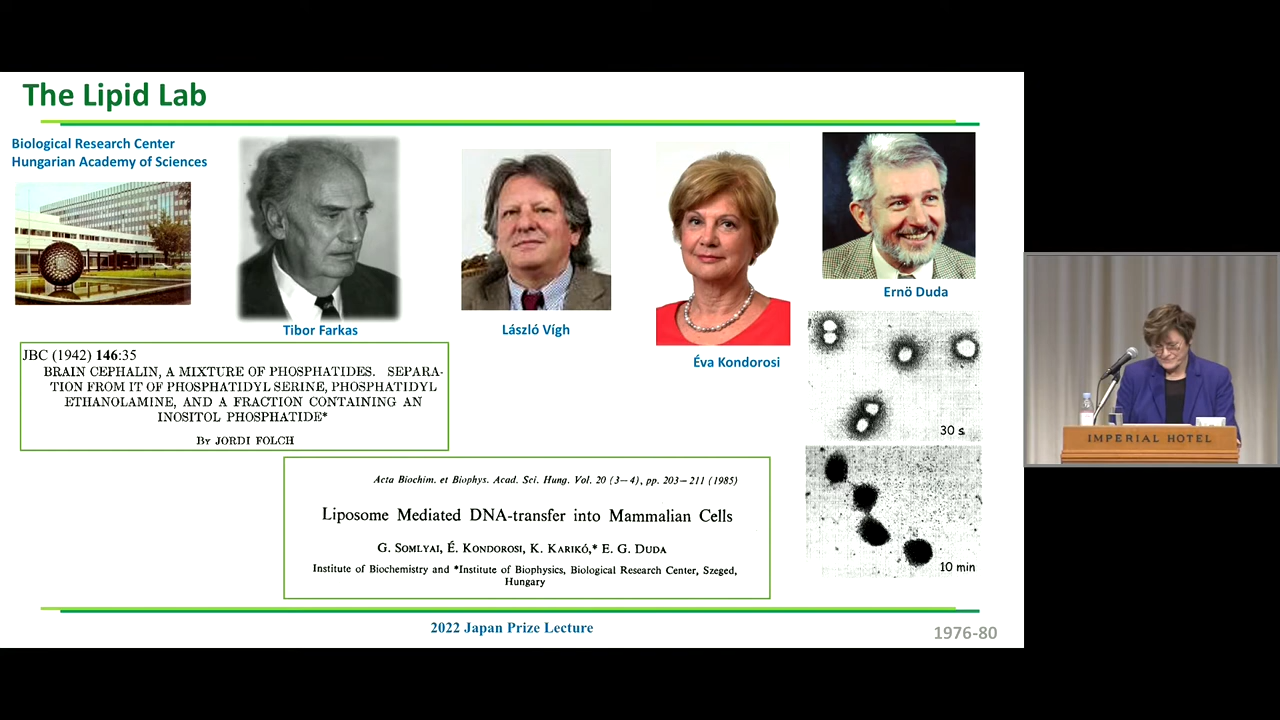 The Lipid Lab
Biological Research Center
Hungarian Academy of Sciences
Tibor Farkas
László Vígh
Éva Kondorosi
Ernö Duda
JBC (1942) 146:35
BRAIN CEPHALIN, A MIXTURE OF PHOSPHATIDES. SEPARA-
TION FROM IT OF PHOSPHATIDYL SERINE, PHOSPHATIDYL
ETHANOLAMINE, AND A FRACTION CONTAINING AN
INOSITOL PHOSPHATIDE*
BY JORDI FOLCH
30 s
10 min
Acta Biochim. et Biophys. Acad. Sci. Hung. Vol. 20 (3–4), pp. 203–211 (1985)
Liposome Mediated DNA-transfer into Mammalian Cells
G. SOMLYAI, É. KONDOROSI, K. KARIKÓ,* E. G. DUDA
Institute of Biochemistry and *Institute of Biophysics, Biological Research Center, Szeged,
Hungary
2022 Japan Prize Lecture
1976-80
IMPERIAL HOTEL